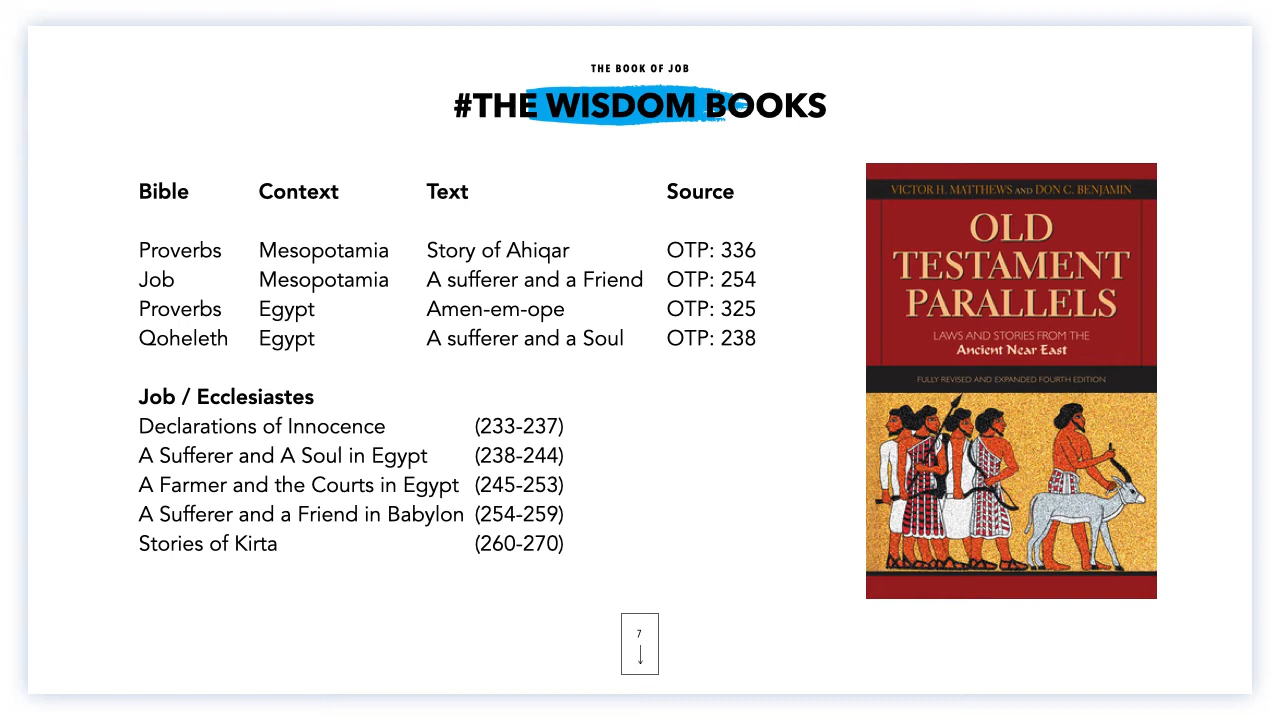 THE BOOK OF JOB
#THE WISDOM BOOKS
Bible Context Text Source
Proverbs Mesopotamia Story of Ahiqar OTP: 336
Job Mesopotamia A sufferer and a Friend OTP: 254
Proverbs Egypt Amen-em-ope OTP: 325
Qoheleth Egypt A sufferer and a Soul OTP: 238
Job / Ecclesiastes
Declarations of Innocence (233-237)
A Sufferer and A Soul in Egypt (238-244)
A Farmer and the Courts in Egypt (245-253)
A Sufferer and a Friend in Babylon (254-259)
Stories of Kirta (260-270)
VICTOR H. MATTHEWS AND DON C. BENJAMIN
OLD
TESTAMENT
PARALLELS
LAWS AND STORIES FROM THE
Ancient Near East
FULLY REVISED AND EXPANDED FOURTH EDITION
7